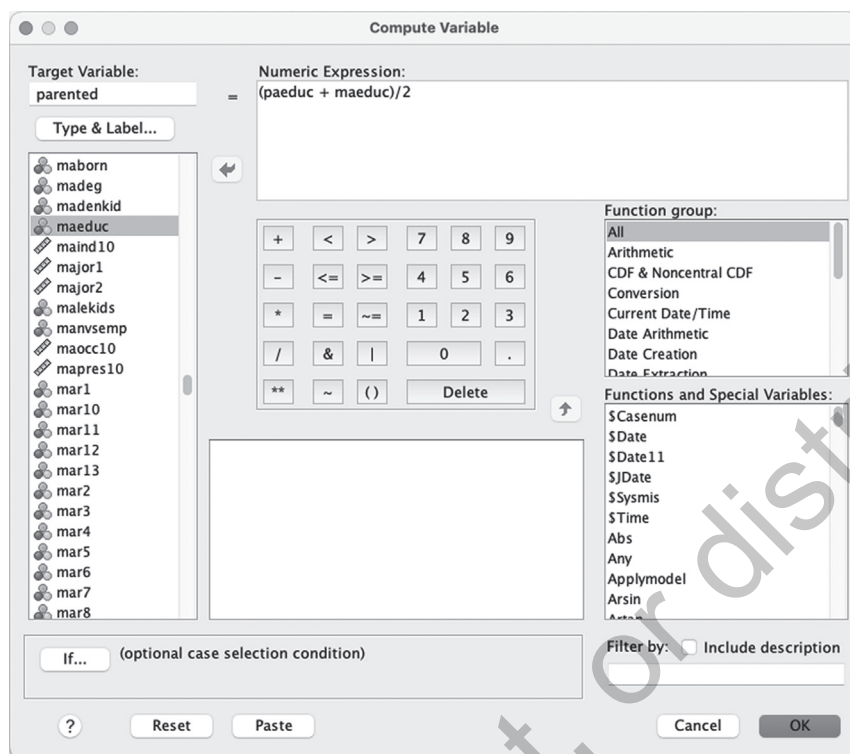 Compute Variable
Target Variable:
parented
=
Numeric Expression:
(paeduc + maeduc)/2
Type & Label...
maborn
madeg
madenkid
maeduc
maind10
major1
major2
malekids
manvsemp
maocc10
mapres10
mar1
mar10
mar11
mar12
mar13
mar2
mar3
mar4
mar5
mar6
mar7
mar8
+ < > 7 8 9
- <= >= 4 5 6
* = ~= 1 2 3
/ & | 0 .
** ~ () Delete
Function group:
All
Arithmetic
CDF & Noncentral CDF
Conversion
Current Date/Time
Date Arithmetic
Date Creation
Date Extraction
Functions and Special Variables:
$Casenum
$Date
$Date11
$JDate
$Sysmis
$Time
Abs
Any
Applymodel
Arsin
Artan
If... (optional case selection condition)
Filter by: Include description
? Reset Paste Cancel OK